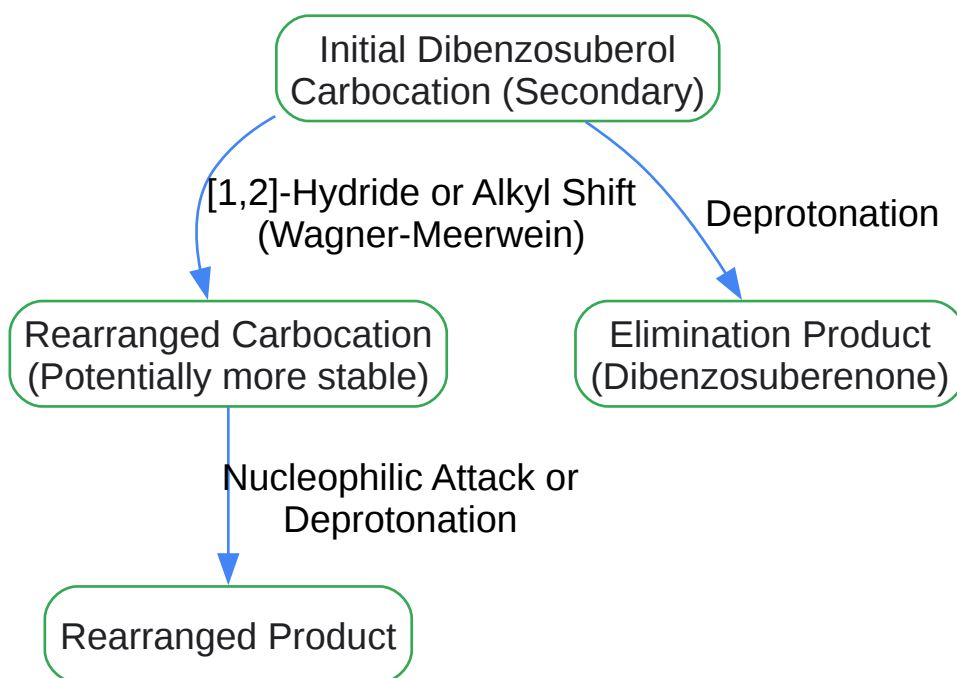 Initial Dibenzosuberol
Carbocation (Secondary)
[1,2]-Hydride or Alkyl Shift
(Wagner-Meerwein)
Deprotonation
Rearranged Carbocation
(Potentially more stable)
Elimination Product
(Dibenzosuberenone)
Nucleophilic Attack or
Deprotonation
Rearranged Product